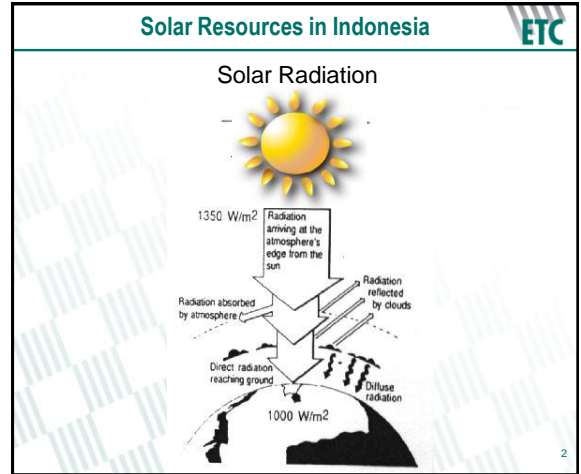 Solar Resources in Indonesia
ETC
Solar Radiation
1350 W/m2
Radiation
arriving at the
atmosphere's
edge from the
sun
Radiation
reflected
by clouds
Radiation absorbed
by atmosphere
Direct radiation
reaching ground
Diffuse
radiation
1000 W/m2
2